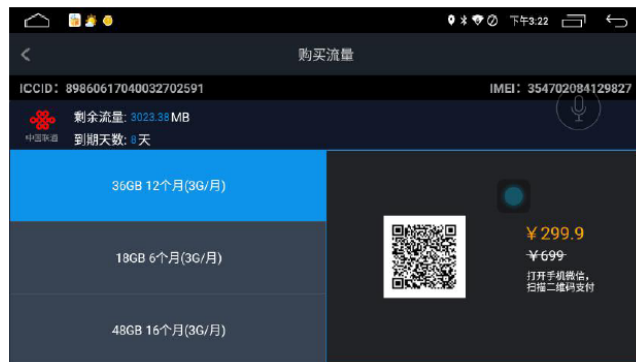 下午3:22
购买流量
ICCID: 89860617040032702591
IMEI: 354702084129827
中国联通
剩余流量: 3023.38MB
到期天数: 8天
36GB 12个月(3G/月)
18GB 6个月(3G/月)
48GB 16个月(3G/月)
￥299.9
￥699
打开手机微信，
扫描二维码支付